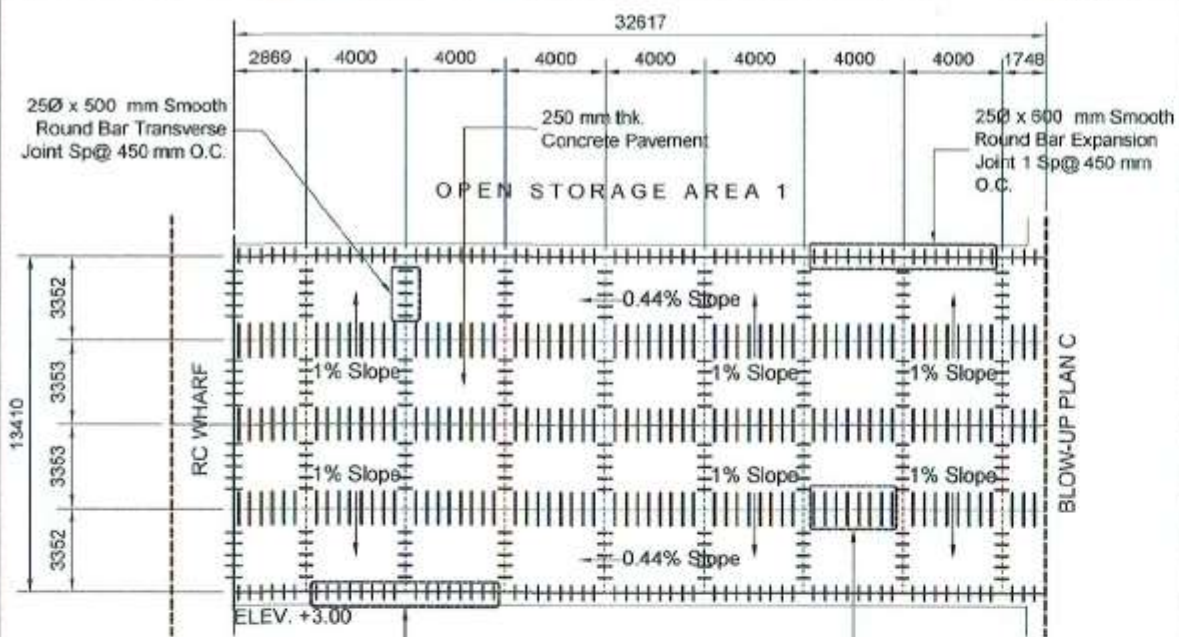 32617
2869 4000 4000 4000 4000 4000 4000 4000 1748
25Ø x 500 mm Smooth
Round Bar Transverse
Joint Sp@ 450 mm O.C.
250 mm thk.
Concrete Pavement
25Ø x 600 mm Smooth
Round Bar Expansion
Joint 1 Sp@ 450 mm
O.C.
OPEN STORAGE AREA 1
13410
3352
3353
3353
3352
RC WHARF
0.44% Slope
1% Slope
1% Slope
1% Slope
1% Slope
1% Slope
1% Slope
0.44% Slope
BLOW-UP PLAN C
ELEV. +3.00